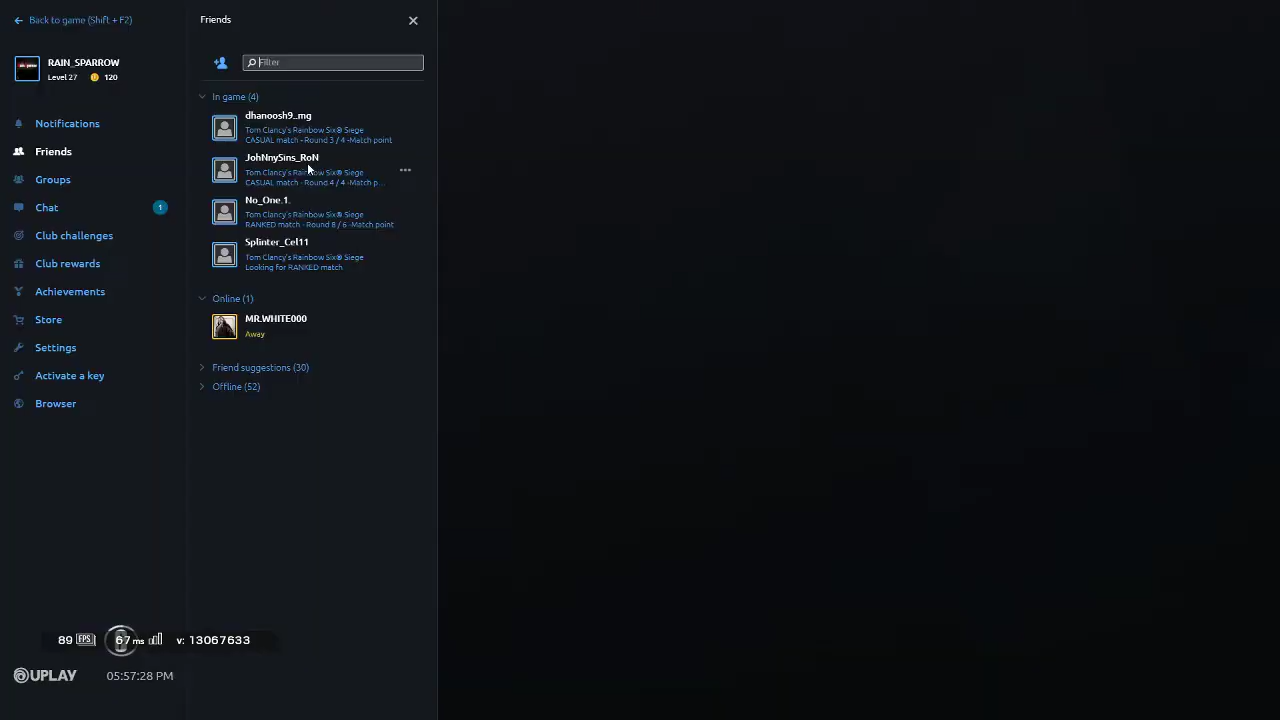 Back to game (Shift + F2)
RAIN_SPARROW
Level 27 120
Notifications
Friends
Groups
Chat 1
Club challenges
Club rewards
Achievements
Store
Settings
Activate a key
Browser
Friends
Filter
In game (4)
dhanoosh9_mg
Tom Clancy's Rainbow Six® Siege
CASUAL match - Round 3 / 4 -Match point
JohNnySins_RoN
Tom Clancy's Rainbow Six® Siege
CASUAL match - Round 4 / 4 -Match p...
No_One.1.
Tom Clancy's Rainbow Six® Siege
RANKED match - Round 8 / 6 -Match point
Splinter_Cel11
Tom Clancy's Rainbow Six® Siege
Looking for RANKED match
Online (1)
MR.WHITE000
Away
Friend suggestions (30)
Offline (52)
89 FPS 67 ms v: 13067633
UPLAY 05:57:28 PM